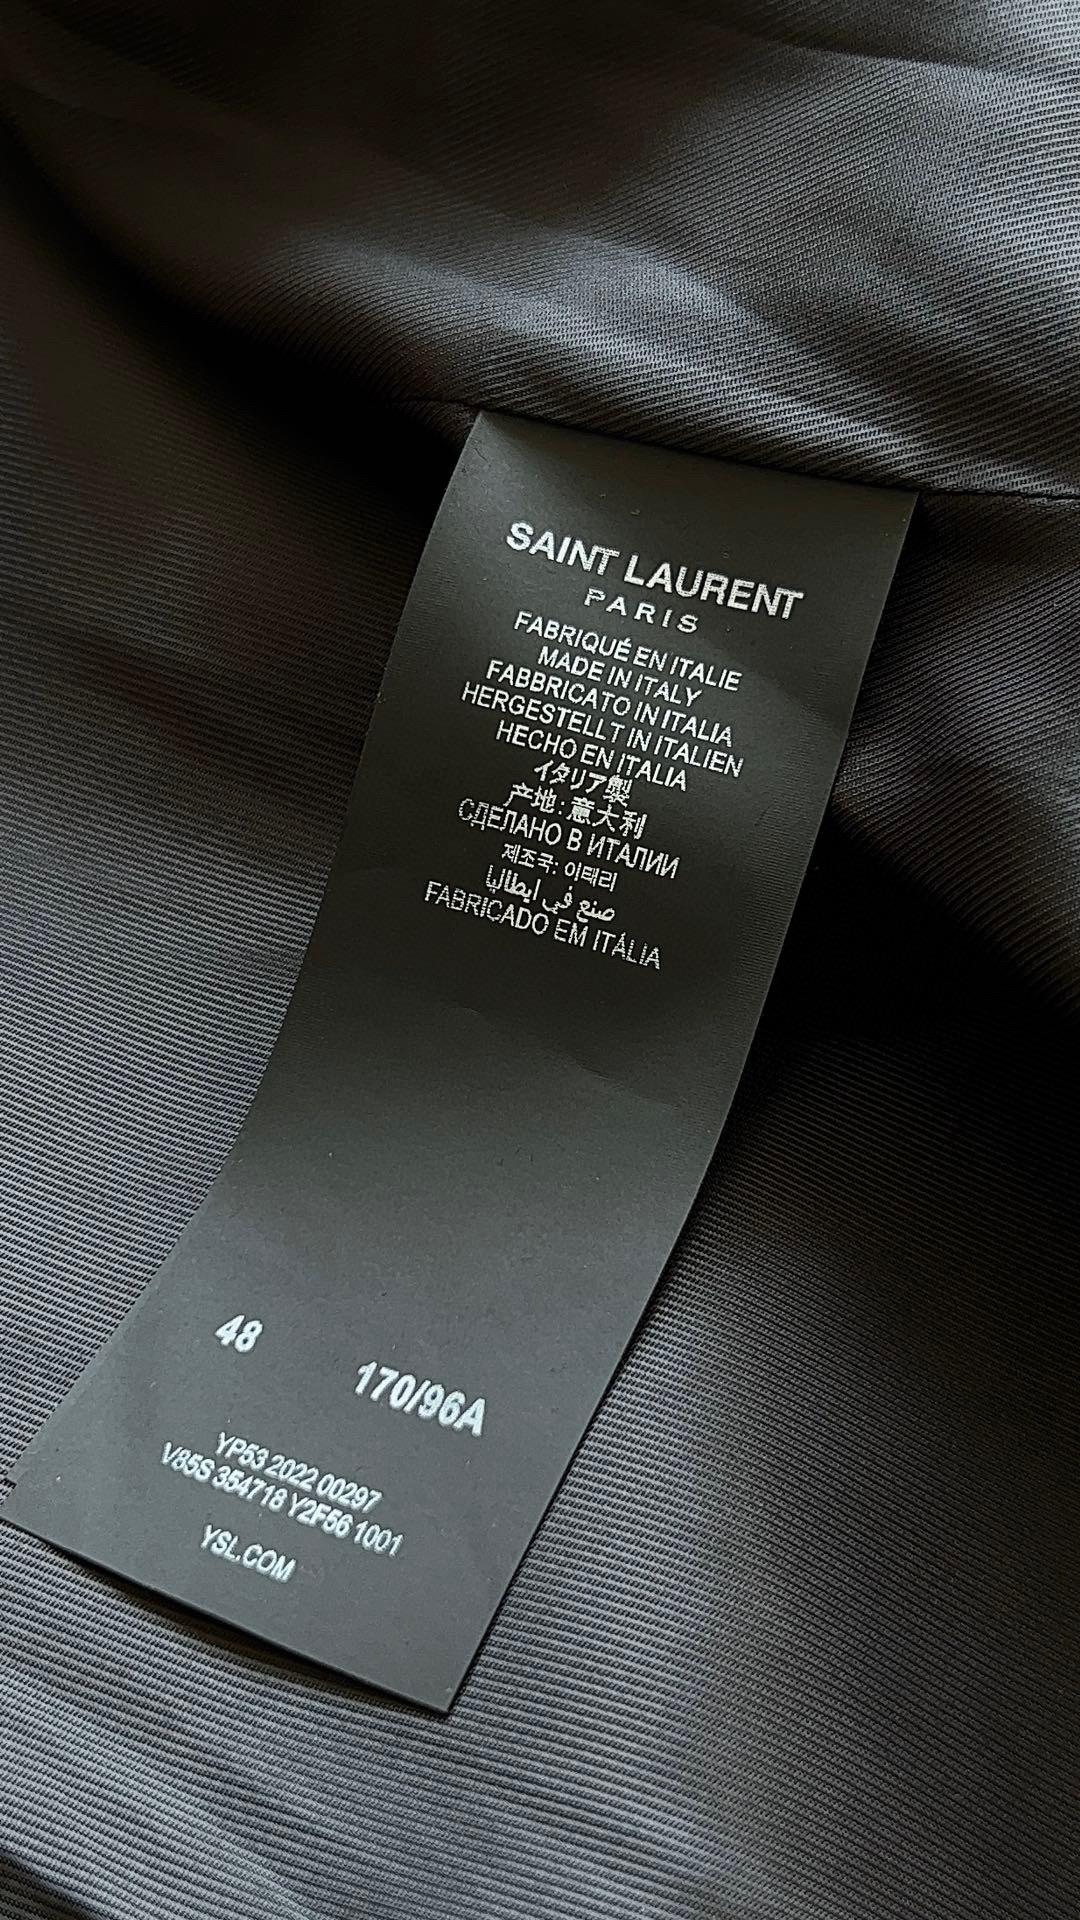 SAINT LAURENT
PARIS
FABRIQUÉ EN ITALIE
MADE IN ITALY
FABBRICATO IN ITALIA
HERGESTELLT IN ITALIEN
HECHO EN ITALIA
イタリア製
产地: 意大利
СДЕЛАНО В ИТАЛИИ
제조국: 이태리
صنع في ايطاليا
FABRICADO EM ITÁLIA
48
170/96A
YP53 2022 00297
V85S 354718 Y2F56 1001
YSL.COM